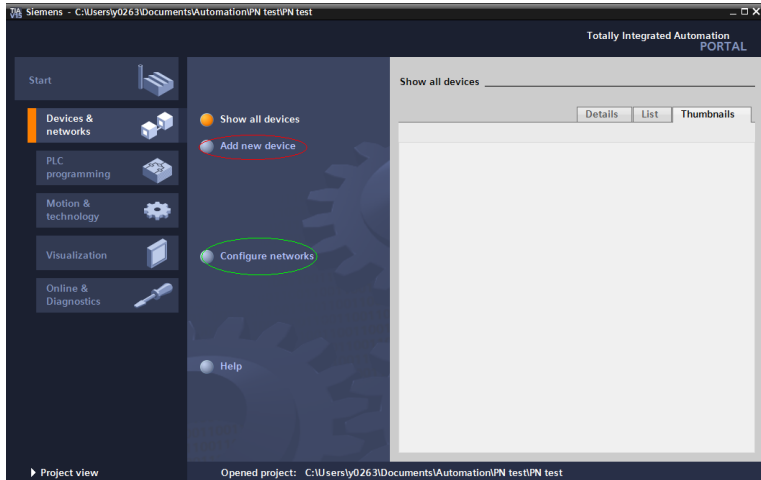 TIA
V15
Siemens - C:\Users\y0263\Documents\Automation\PN test\PN test
Totally Integrated Automation
PORTAL
Start
Devices &
networks
PLC
programming
Motion &
technology
Visualization
Online &
Diagnostics
Show all devices
Add new device
Configure networks
Help
Show all devices
Details List Thumbnails
Project view
Opened project: C:\Users\y0263\Documents\Automation\PN test\PN test